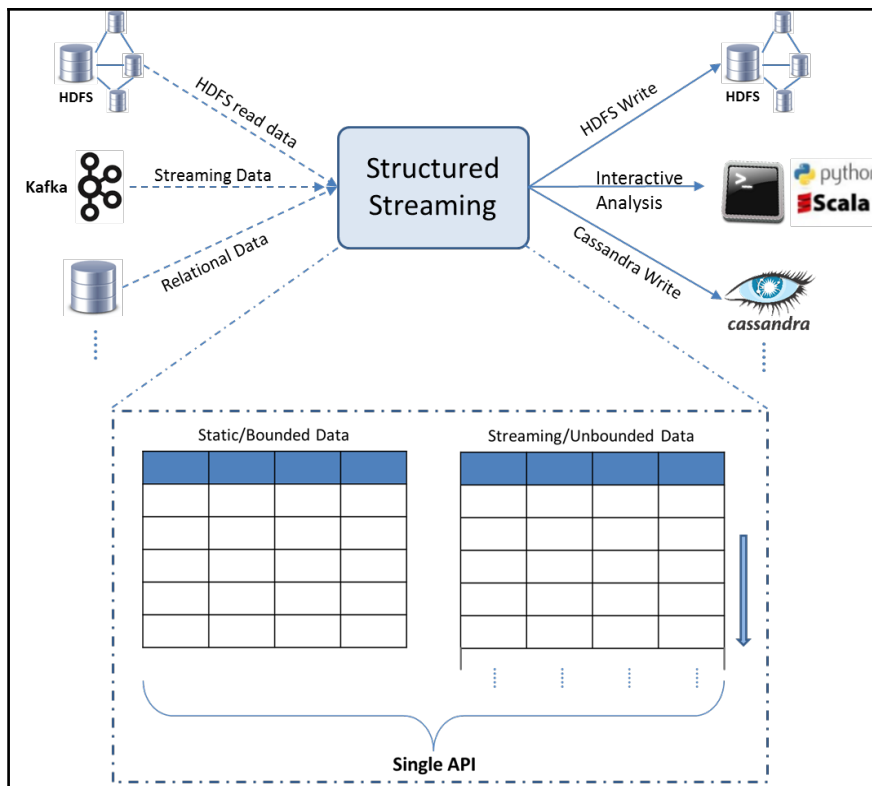 HDFS
HDFS read data
Kafka
Streaming Data
Relational Data
Structured
Streaming
HDFS Write
HDFS
Interactive
Analysis
>_
python
Scala
Cassandra Write
cassandra
Static/Bounded Data
Streaming/Unbounded Data
Single API